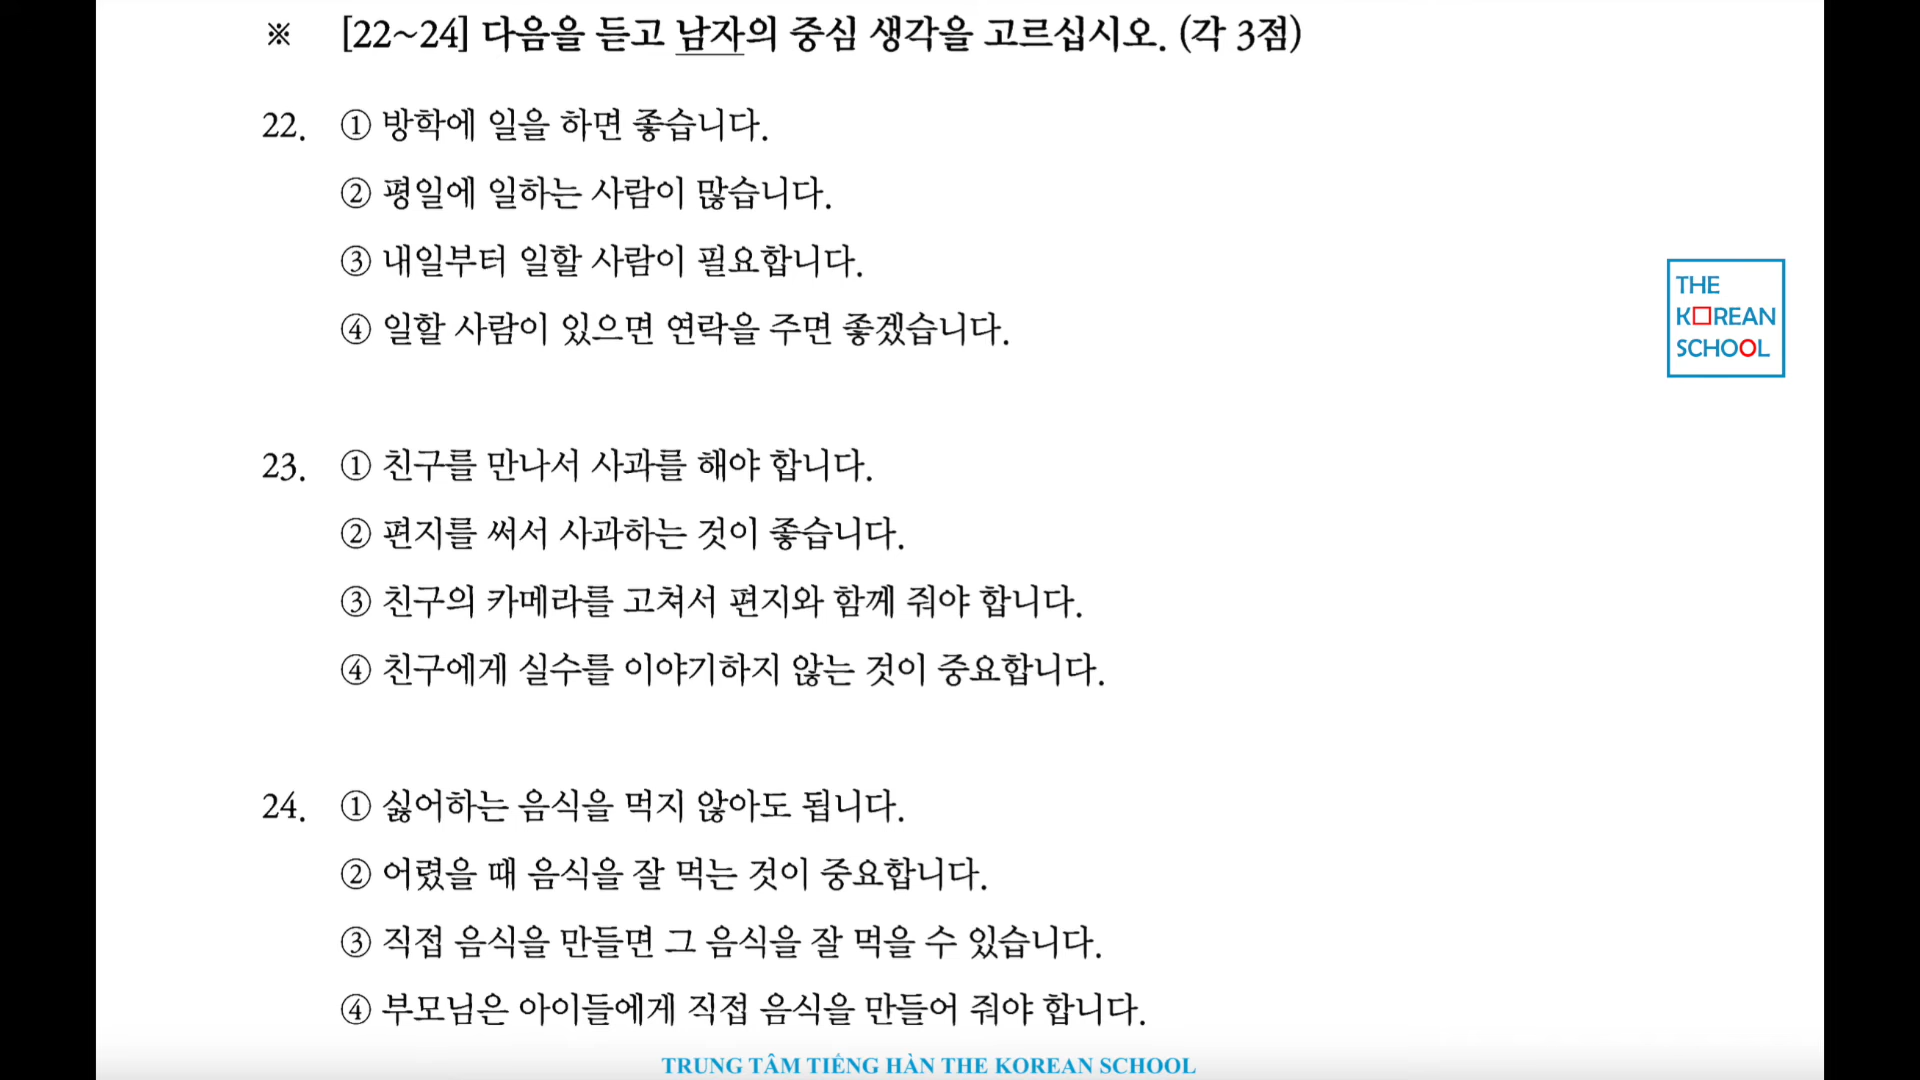 ※ [22~24] 다음을 듣고 남자의 중심 생각을 고르십시오. (각 3점)
22. ① 방학에 일을 하면 좋습니다.
② 평일에 일하는 사람이 많습니다.
③ 내일부터 일할 사람이 필요합니다.
④ 일할 사람이 있으면 연락을 주면 좋겠습니다.
THE
KOREAN
SCHOOL
23. ① 친구를 만나서 사과를 해야 합니다.
② 편지를 써서 사과하는 것이 좋습니다.
③ 친구의 카메라를 고쳐서 편지와 함께 줘야 합니다.
④ 친구에게 실수를 이야기하지 않는 것이 중요합니다.
24. ① 싫어하는 음식을 먹지 않아도 됩니다.
② 어렸을 때 음식을 잘 먹는 것이 중요합니다.
③ 직접 음식을 만들면 그 음식을 잘 먹을 수 있습니다.
④ 부모님은 아이들에게 직접 음식을 만들어 줘야 합니다.
TRUNG TÂM TIẾNG HÀN THE KOREAN SCHOOL